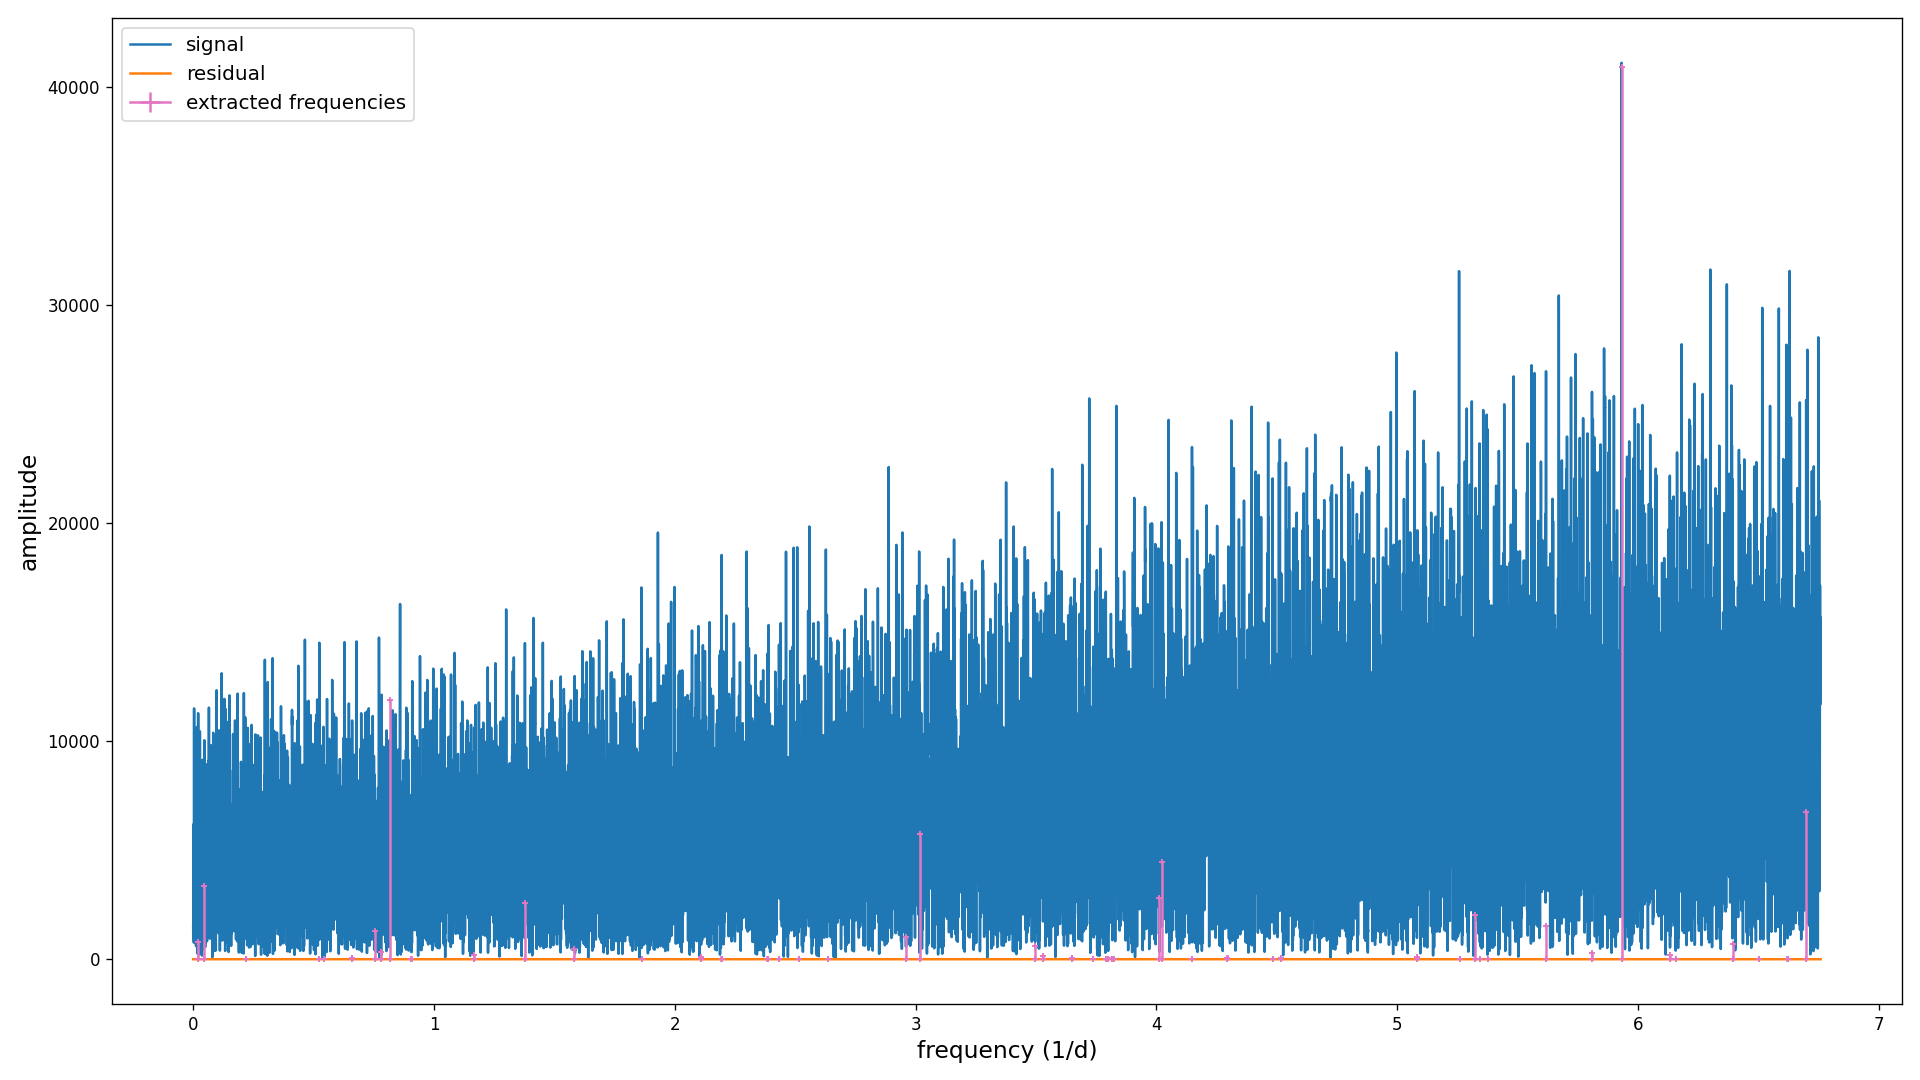 signal
residual
extracted frequencies
40000
30000
20000
10000
0
amplitude
0 1 2 3 4 5 6 7
frequency (1/d)